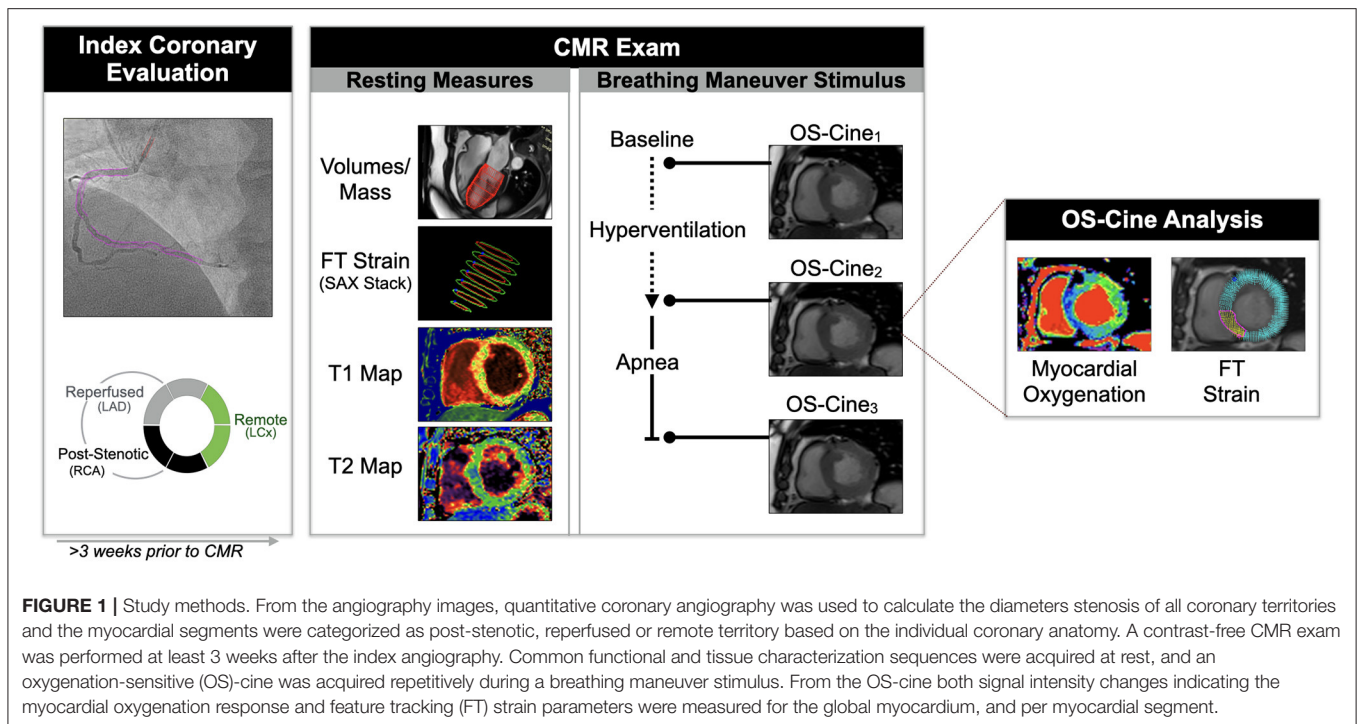 Index Coronary
Evaluation
Reperfused
(LAD)
Remote
(LCx)
Post-Stenotic
(RCA)
>3 weeks prior to CMR
CMR Exam
Resting Measures
Volumes/
Mass
FT Strain
(SAX Stack)
T1 Map
T2 Map
Breathing Maneuver Stimulus
Baseline
Hyperventilation
Apnea
OS-Cine1
OS-Cine2
OS-Cine3
OS-Cine Analysis
Myocardial
Oxygenation
FT
Strain
FIGURE 1 | Study methods. From the angiography images, quantitative coronary angiography was used to calculate the diameters stenosis of all coronary territories
and the myocardial segments were categorized as post-stenotic, reperfused or remote territory based on the individual coronary anatomy. A contrast-free CMR exam
was performed at least 3 weeks after the index angiography. Common functional and tissue characterization sequences were acquired at rest, and an
oxygenation-sensitive (OS)-cine was acquired repetitively during a breathing maneuver stimulus. From the OS-cine both signal intensity changes indicating the
myocardial oxygenation response and feature tracking (FT) strain parameters were measured for the global myocardium, and per myocardial segment.